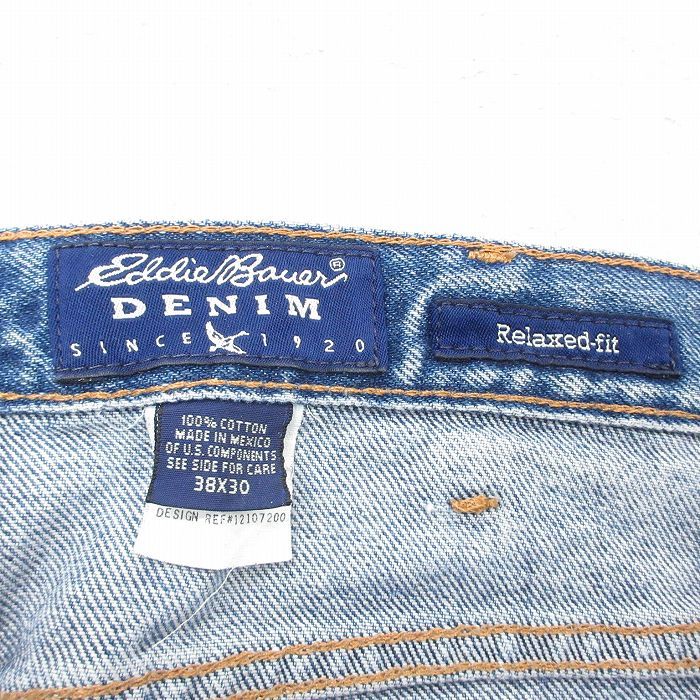 Eddie Bauer®
DENIM
SINCE 1920
Relaxed-fit
100% COTTON
MADE IN MEXICO
OF U.S. COMPONENTS
SEE SIDE FOR CARE
38X30
DESIGN REF#12107200